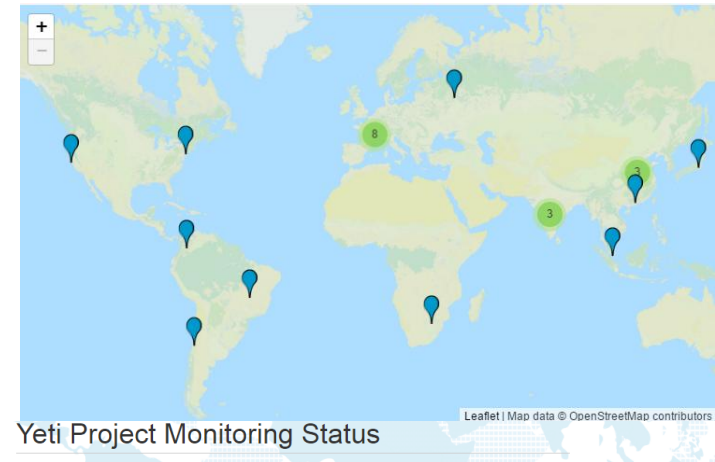 +
−
8
3
3
Leaflet | Map data © OpenStreetMap contributors
Yeti Project Monitoring Status